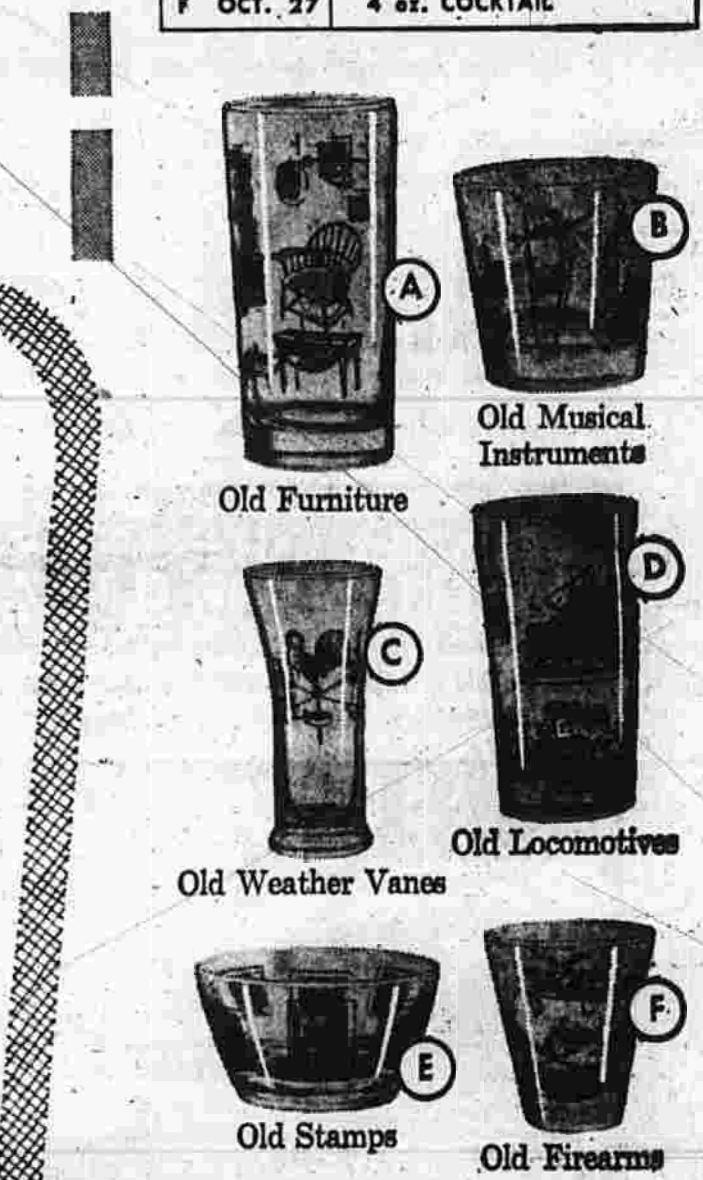 F OCT. 27 4 oz. COCKTAIL
A
B
Old Musical
Instruments
Old Furniture
C
D
Old Locomotives
Old Weather Vanes
E
F
Old Stamps
Old Firearms